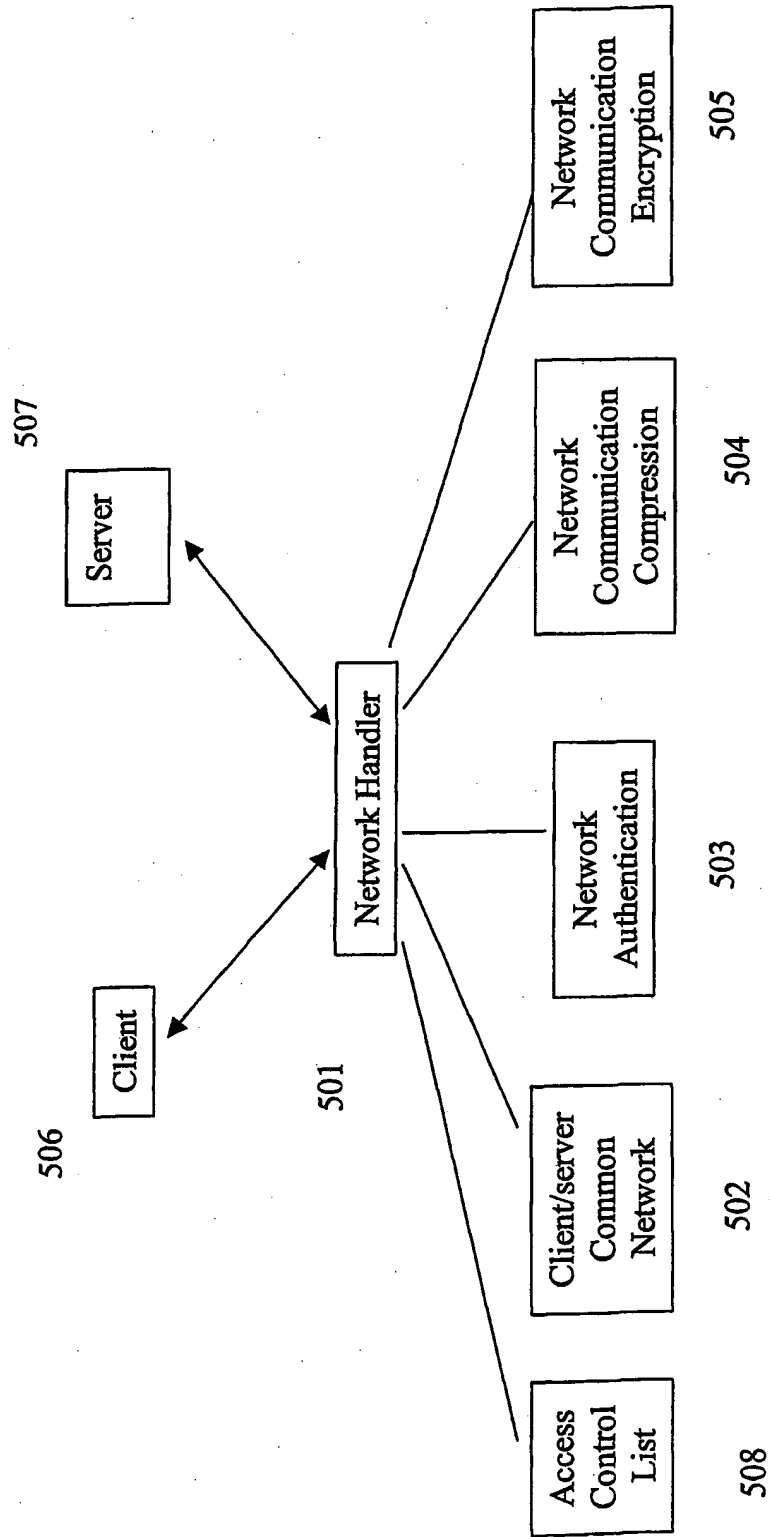 507
Server
506
Client
501
Network Handler
Access
Control
List
508
Client/server
Common
Network
502
Network
Authentication
503
Network
Communication
Compression
504
Network
Communication
Encryption
505